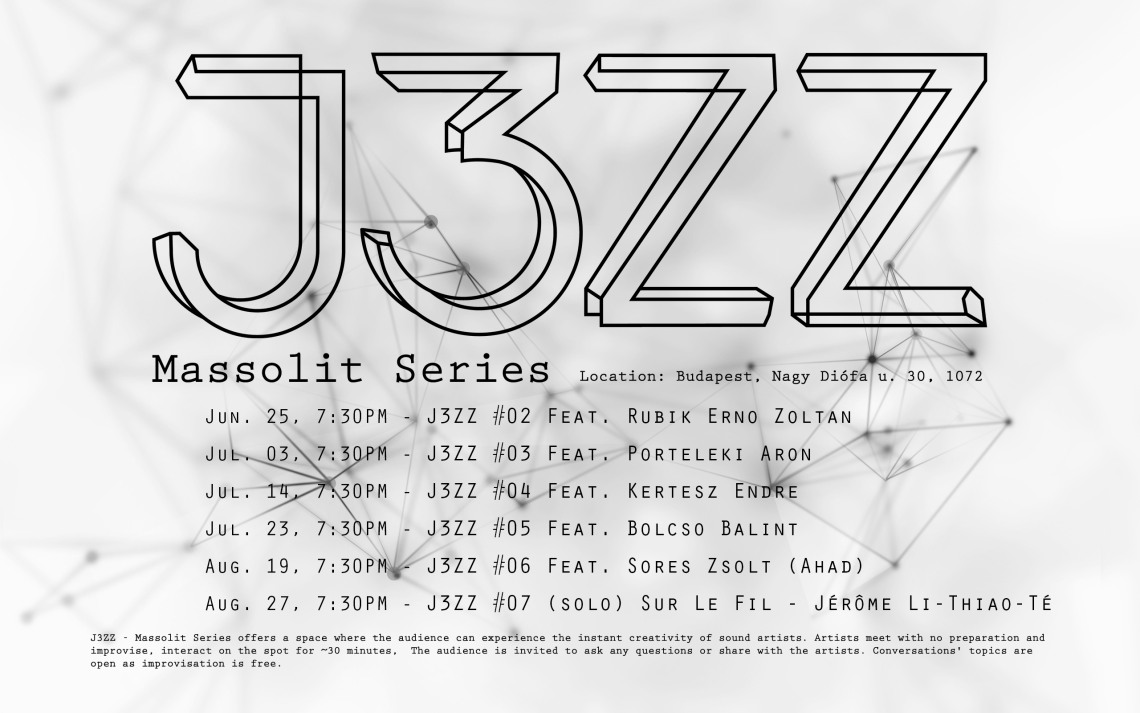 J3ZZ
Massolit Series
Location: Budapest, Nagy Diófa u. 30, 1072
Jun. 25, 7:30PM - J3ZZ #02 Feat. Rubik Erno Zoltan
Jul. 03, 7:30PM - J3ZZ #03 Feat. Porteleki Aron
Jul. 14, 7:30PM - J3ZZ #04 Feat. Kertesz Endre
Jul. 23, 7:30PM - J3ZZ #05 Feat. Bolcso Balint
Aug. 19, 7:30PM - J3ZZ #06 Feat. Sores Zsolt (Ahad)
Aug. 27, 7:30PM - J3ZZ #07 (solo) Sur Le Fil - Jérôme Li-Thiao-Té
J3ZZ - Massolit Series offers a space where the audience can experience the instant creativity of sound artists. Artists meet with no preparation and
improvise, interact on the spot for ~30 minutes,  The audience is invited to ask any questions or share with the artists. Conversations' topics are
open as improvisation is free.